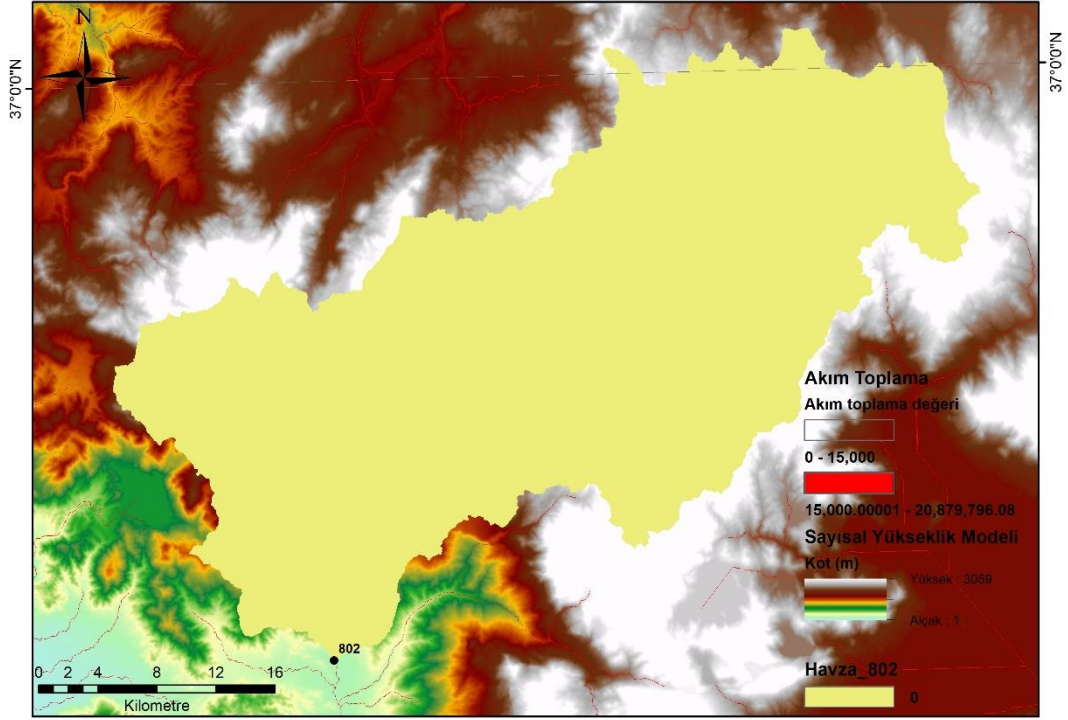 N
37°0'0"N
37°0'0"N
Akım Toplama
Akım toplama değeri
0 - 15,000
15,000.00001 - 20,879,796.08
Sayısal Yükseklik Modeli
Kot (m)
Yüksek : 3059
Alçak : 1
Havza_802
0
802
0 2 4 8 12 16
Kilometre